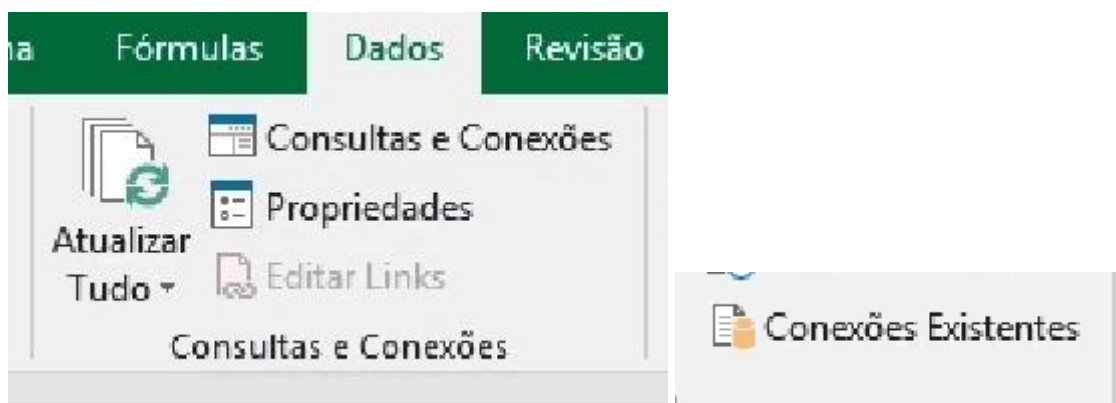 Fórmulas Dados Revisão
Consultas e Conexões
Propriedades
Editar Links
Atualizar
Tudo
Consultas e Conexões
Conexões Existentes